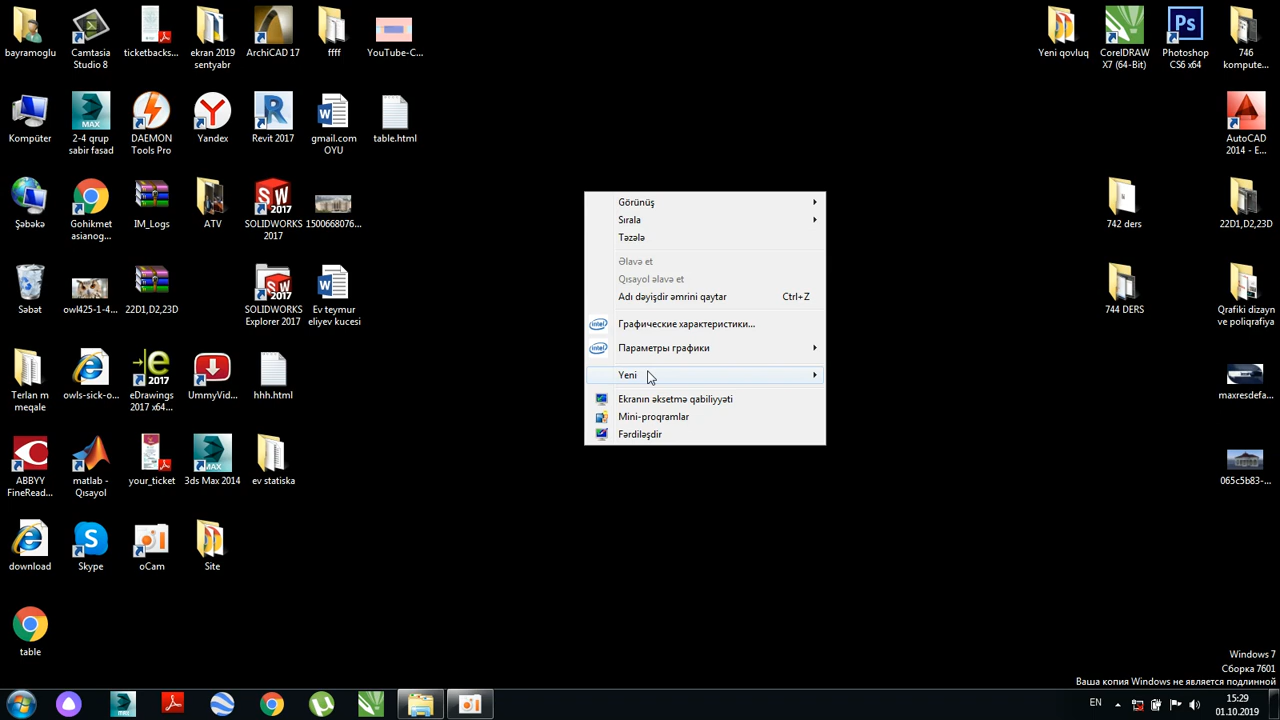 bayramoglu
Camtasia
Studio 8
ticketbacks...
ekran 2019
sentyabr
ArchiCAD 17
ffff
YouTube-C...
Yeni qovluq
CorelDRAW
X7 (64-Bit)
Photoshop
CS6 x64
746
kompute...
Kompüter
2-4 qrup
sabir fasad
DAEMON
Tools Pro
Yandex
Revit 2017
gmail.com
OYU
table.html
AutoCAD
2014 - E...
Şəbəkə
Gohikmet
asianog...
IM_Logs
ATV
SOLIDWORKS
2017
1500668076...
742 ders
22D1,D2,23D
Səbət
owl425-1-4...
22D1,D2,23D
SOLIDWORKS
Explorer 2017
Ev teymur
eliyev kucesi
744 DERS
Qrafiki dizayn
ve poliqrafiya
Terlan m
meqale
owls-sick-o...
eDrawings
2017 x64...
UmmyVid...
hhh.html
maxresdefa...
ABBYY
FineRead...
matlab -
Qısayol
your_ticket
3ds Max 2014
ev statiska
065c5b83-...
download
Skype
oCam
Site
table
Görünüş
Sırala
Təzələ
Əlavə et
Qısayol əlavə et
Adı dəyişdir əmrini qaytar Ctrl+Z
Графические характеристики...
Параметры графики
Yeni
Ekranın əksetmə qabiliyyəti
Mini-proqramlar
Fərdiləşdir
Windows 7
Сборка 7601
Ваша копия Windows не является подлинной
EN
15:29
01.10.2019